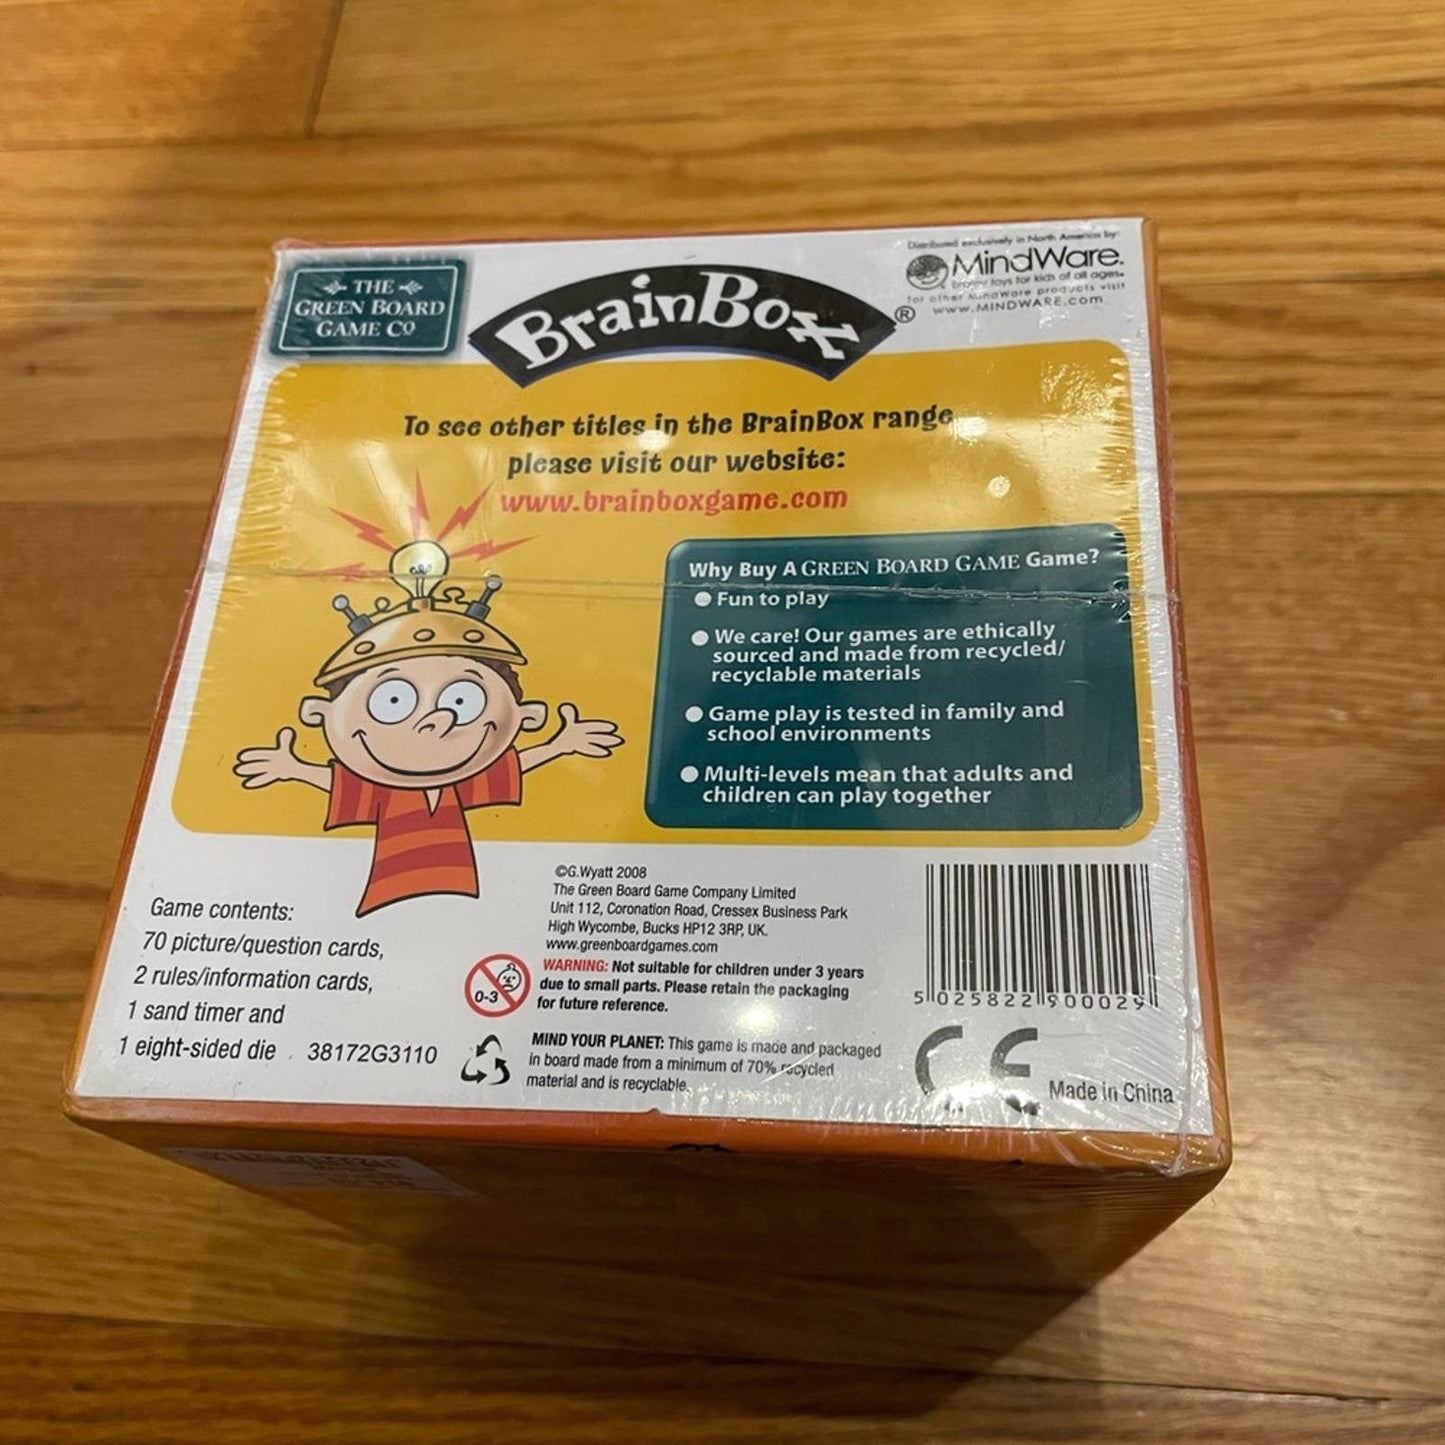 THE
GREEN BOARD
GAME CO
BrainBox
®
Distributed exclusively in North America by:
MindWare.
brainy toys for kids of all ages.
for other mindware products visit
www.MINDWARE.com
To see other titles in the BrainBox range
please visit our website:
www.brainboxgame.com
Why Buy A GREEN BOARD GAME Game?
● Fun to play
● We care! Our games are ethically
sourced and made from recycled/
recyclable materials
● Game play is tested in family and
school environments
● Multi-levels mean that adults and
children can play together
Game contents:
70 picture/question cards,
2 rules/information cards,
1 sand timer and
1 eight-sided die
38172G3110
©G.Wyatt 2008
The Green Board Game Company Limited
Unit 112, Coronation Road, Cressex Business Park
High Wycombe, Bucks HP12 3RP, UK.
www.greenboardgames.com
0-3
WARNING: Not suitable for children under 3 years
due to small parts. Please retain the packaging
for future reference.
MIND YOUR PLANET: This game is made and packaged
in board made from a minimum of 70% recycled
material and is recyclable.
5 025822 900029
CE
Made in China